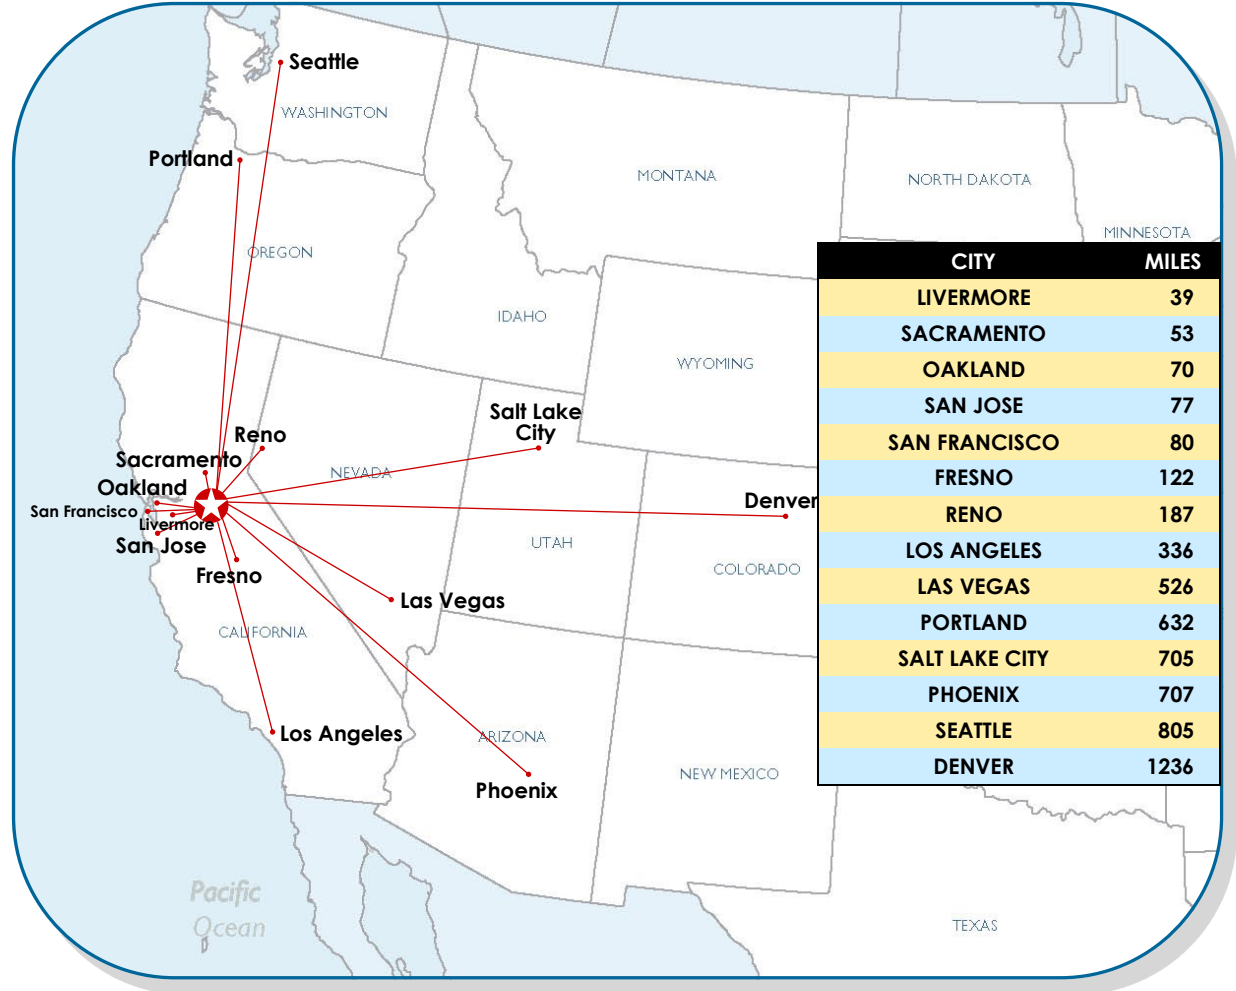 Seattle
WASHINGTON
Portland
MONTANA
NORTH DAKOTA
MINNESOTA
OREGON
IDAHO
WYOMING
Salt Lake
City
Reno
Sacramento
NEVADA
Oakland
Denver
San Francisco
Livermore
San Jose
UTAH
COLORADO
Fresno
Las Vegas
CALIFORNIA
Los Angeles
ARIZONA
NEW MEXICO
Phoenix
Pacific
Ocean
TEXAS
CITY MILES
LIVERMORE 39
SACRAMENTO 53
OAKLAND 70
SAN JOSE 77
SAN FRANCISCO 80
FRESNO 122
RENO 187
LOS ANGELES 336
LAS VEGAS 526
PORTLAND 632
SALT LAKE CITY 705
PHOENIX 707
SEATTLE 805
DENVER 1236